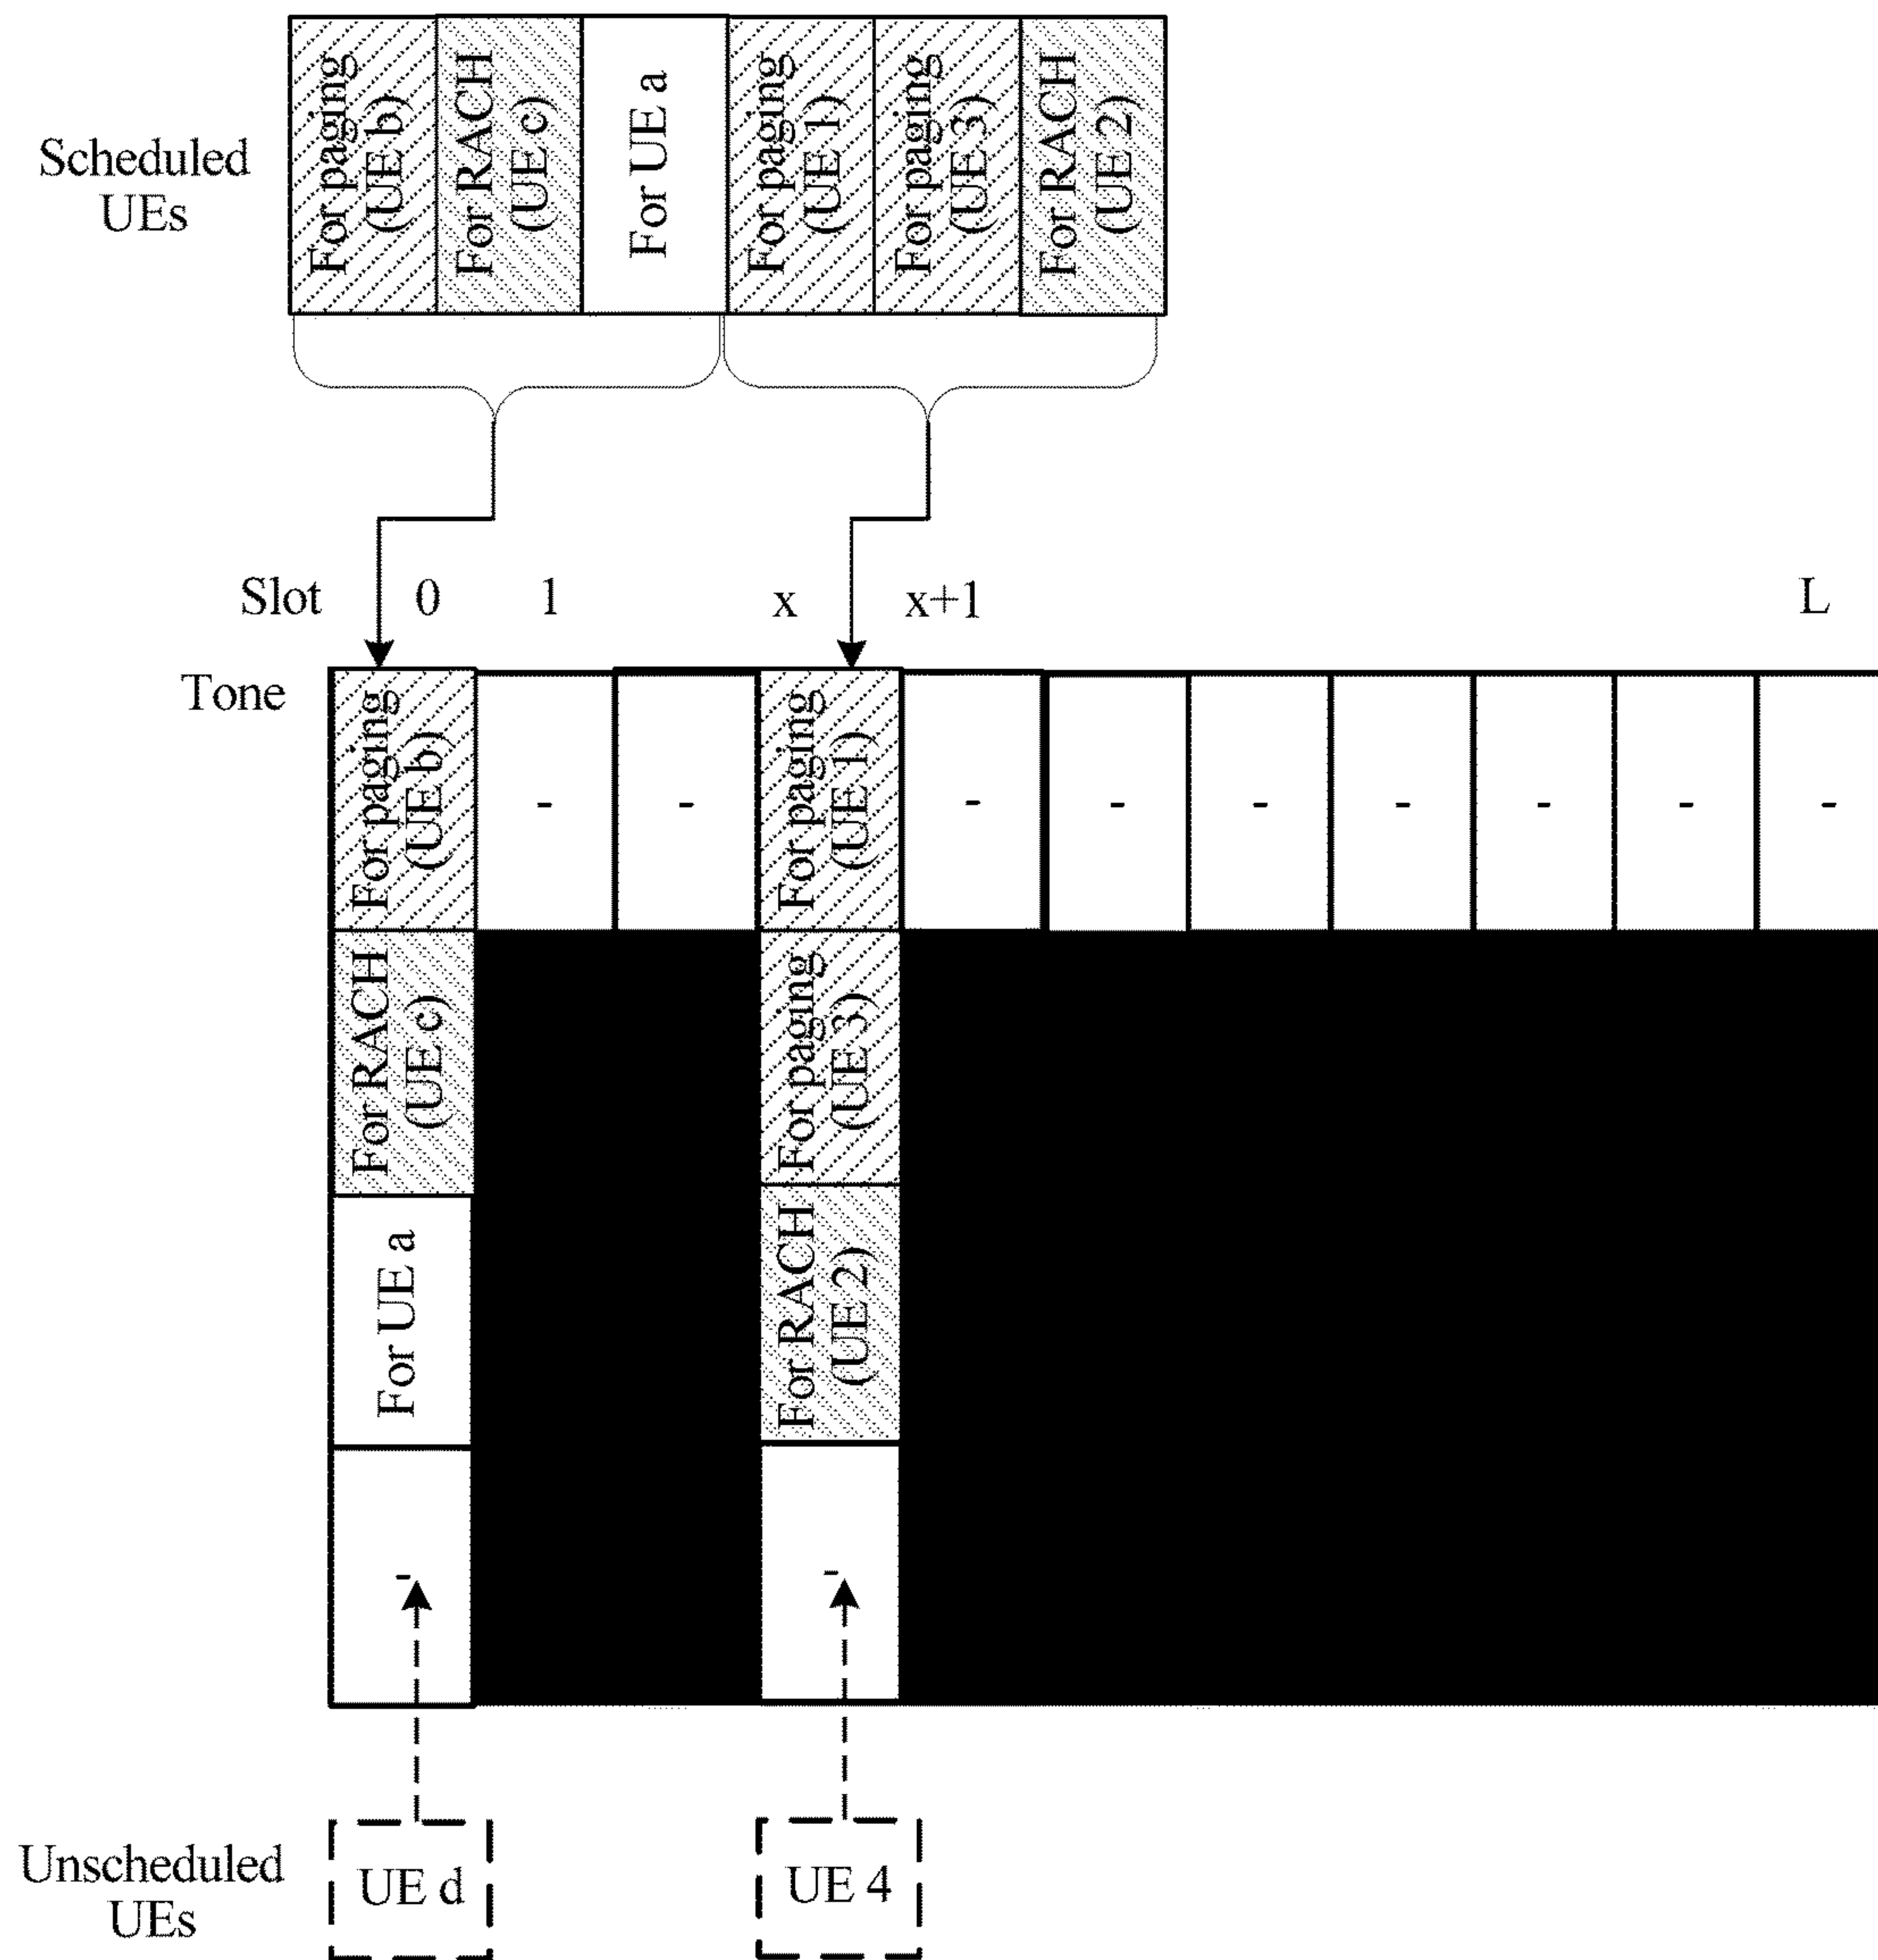 Scheduled
UEs
For paging
(UE b)
For RACH
(UE c)
For UE a
For paging
(UE 1)
For paging
(UE 3)
For RACH
(UE 2)
Slot 0 1 x x+1 L
Tone
For paging
(UE b)
- - 
For paging
(UE 1)
- - - - - - -
For RACH
(UE c)
For paging
(UE 3)
For UE a
For RACH
(UE 2)
- -
Unscheduled
UEs
UE d
UE 4